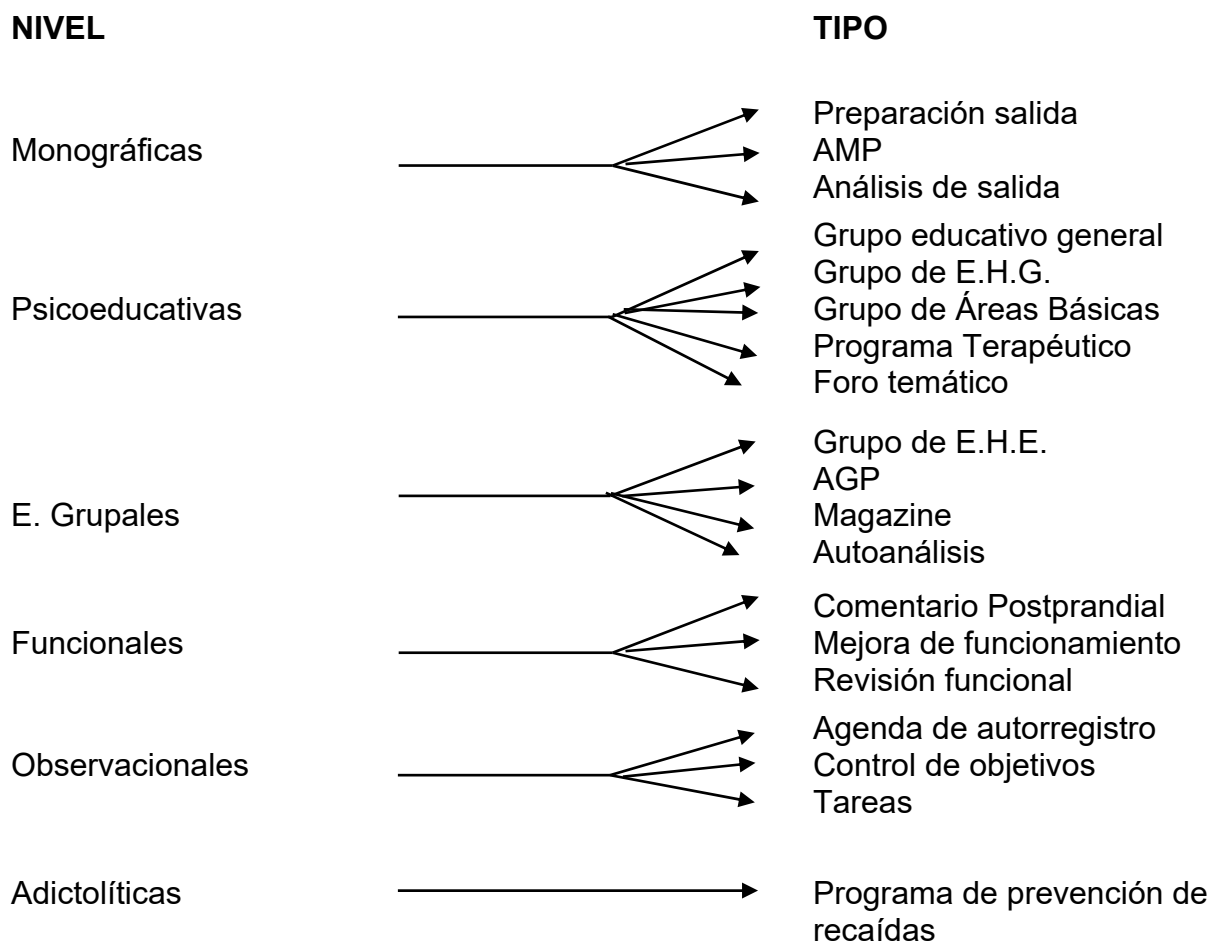 NIVEL
TIPO
Monográficas
Preparación salida
AMP
Análisis de salida
Psicoeducativas
Grupo educativo general
Grupo de E.H.G.
Grupo de Áreas Básicas
Programa Terapéutico
Foro temático
E. Grupales
Grupo de E.H.E.
AGP
Magazine
Autoanálisis
Funcionales
Comentario Postprandial
Mejora de funcionamiento
Revisión funcional
Observacionales
Agenda de autorregistro
Control de objetivos
Tareas
Adictolíticas
Programa de prevención de
recaídas